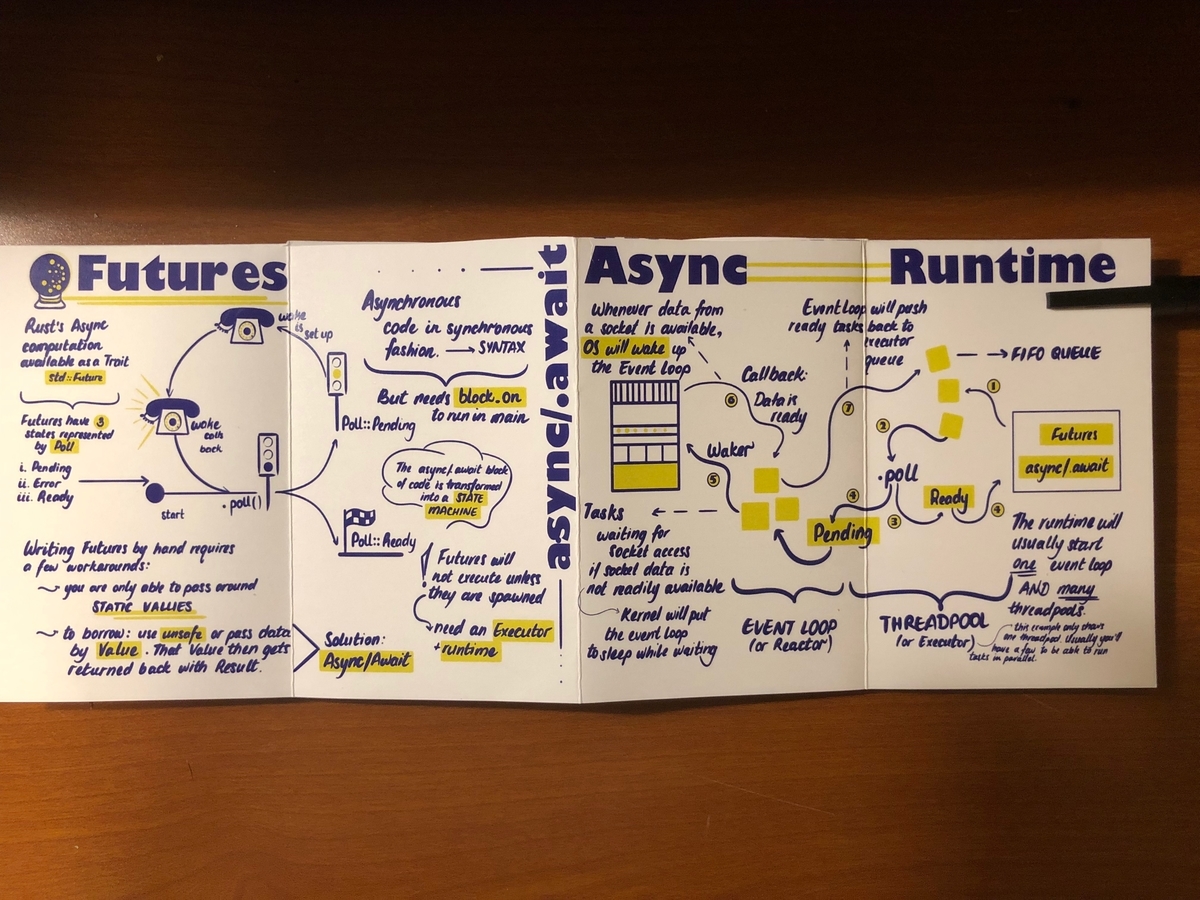 Futures
Rust's Async
computation
available as a Trait
std::Future
Futures have 3
states represented
by Poll
i. Pending
ii. Error
iii. Ready
start
.poll()
wake
is
set up
wake
calls
back
Poll::Pending
Poll::Ready
Writing Futures by hand requires
a few workarounds:
you are only able to pass around
STATIC VALUES
to borrow: use unsafe or pass data
by Value. That Value then gets
returned back with Result.
Solution:
Async/Await
async/.await
Asynchronous
code in synchronous
fashion. → SYNTAX
But needs block_on
to run in main
The async/.await block
of code is transformed
into a STATE
MACHINE
! Futures will
not execute unless
they are spawned
need an Executor
+ runtime
Async Runtime
Whenever data from
a socket is available,
OS will wake up
the Event Loop
Event Loop will push
ready tasks back to
executor
queue
Callback:
Data is
ready
Waker
5
6
7
Tasks
waiting for
socket access
if socket data is
not readily available
Kernel will put
the event loop
to sleep while waiting
EVENT LOOP
(or Reactor)
FIFO QUEUE
1
Futures
async/.await
2
.poll
3
Ready
4
4
Pending
THREADPOOL
(or Executor)
The runtime will
usually start
one event loop
AND many
threadpools.
this example only shows
one threadpool. Usually you'll
have a few to be able to run
tasks in parallel.